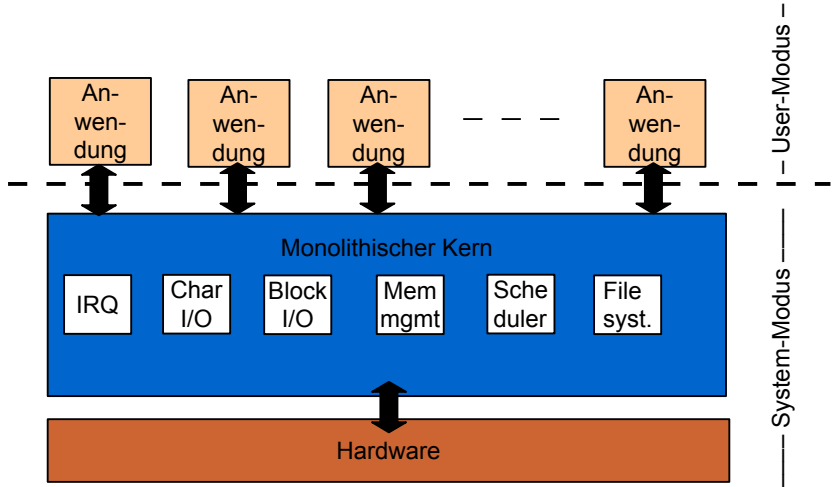 An-
wen-
dung
An-
wen-
dung
An-
wen-
dung
An-
wen-
dung
User-Modus
Monolithischer Kern
IRQ
Char
I/O
Block
I/O
Mem
mgmt
Sche
duler
File
syst.
System-Modus
Hardware